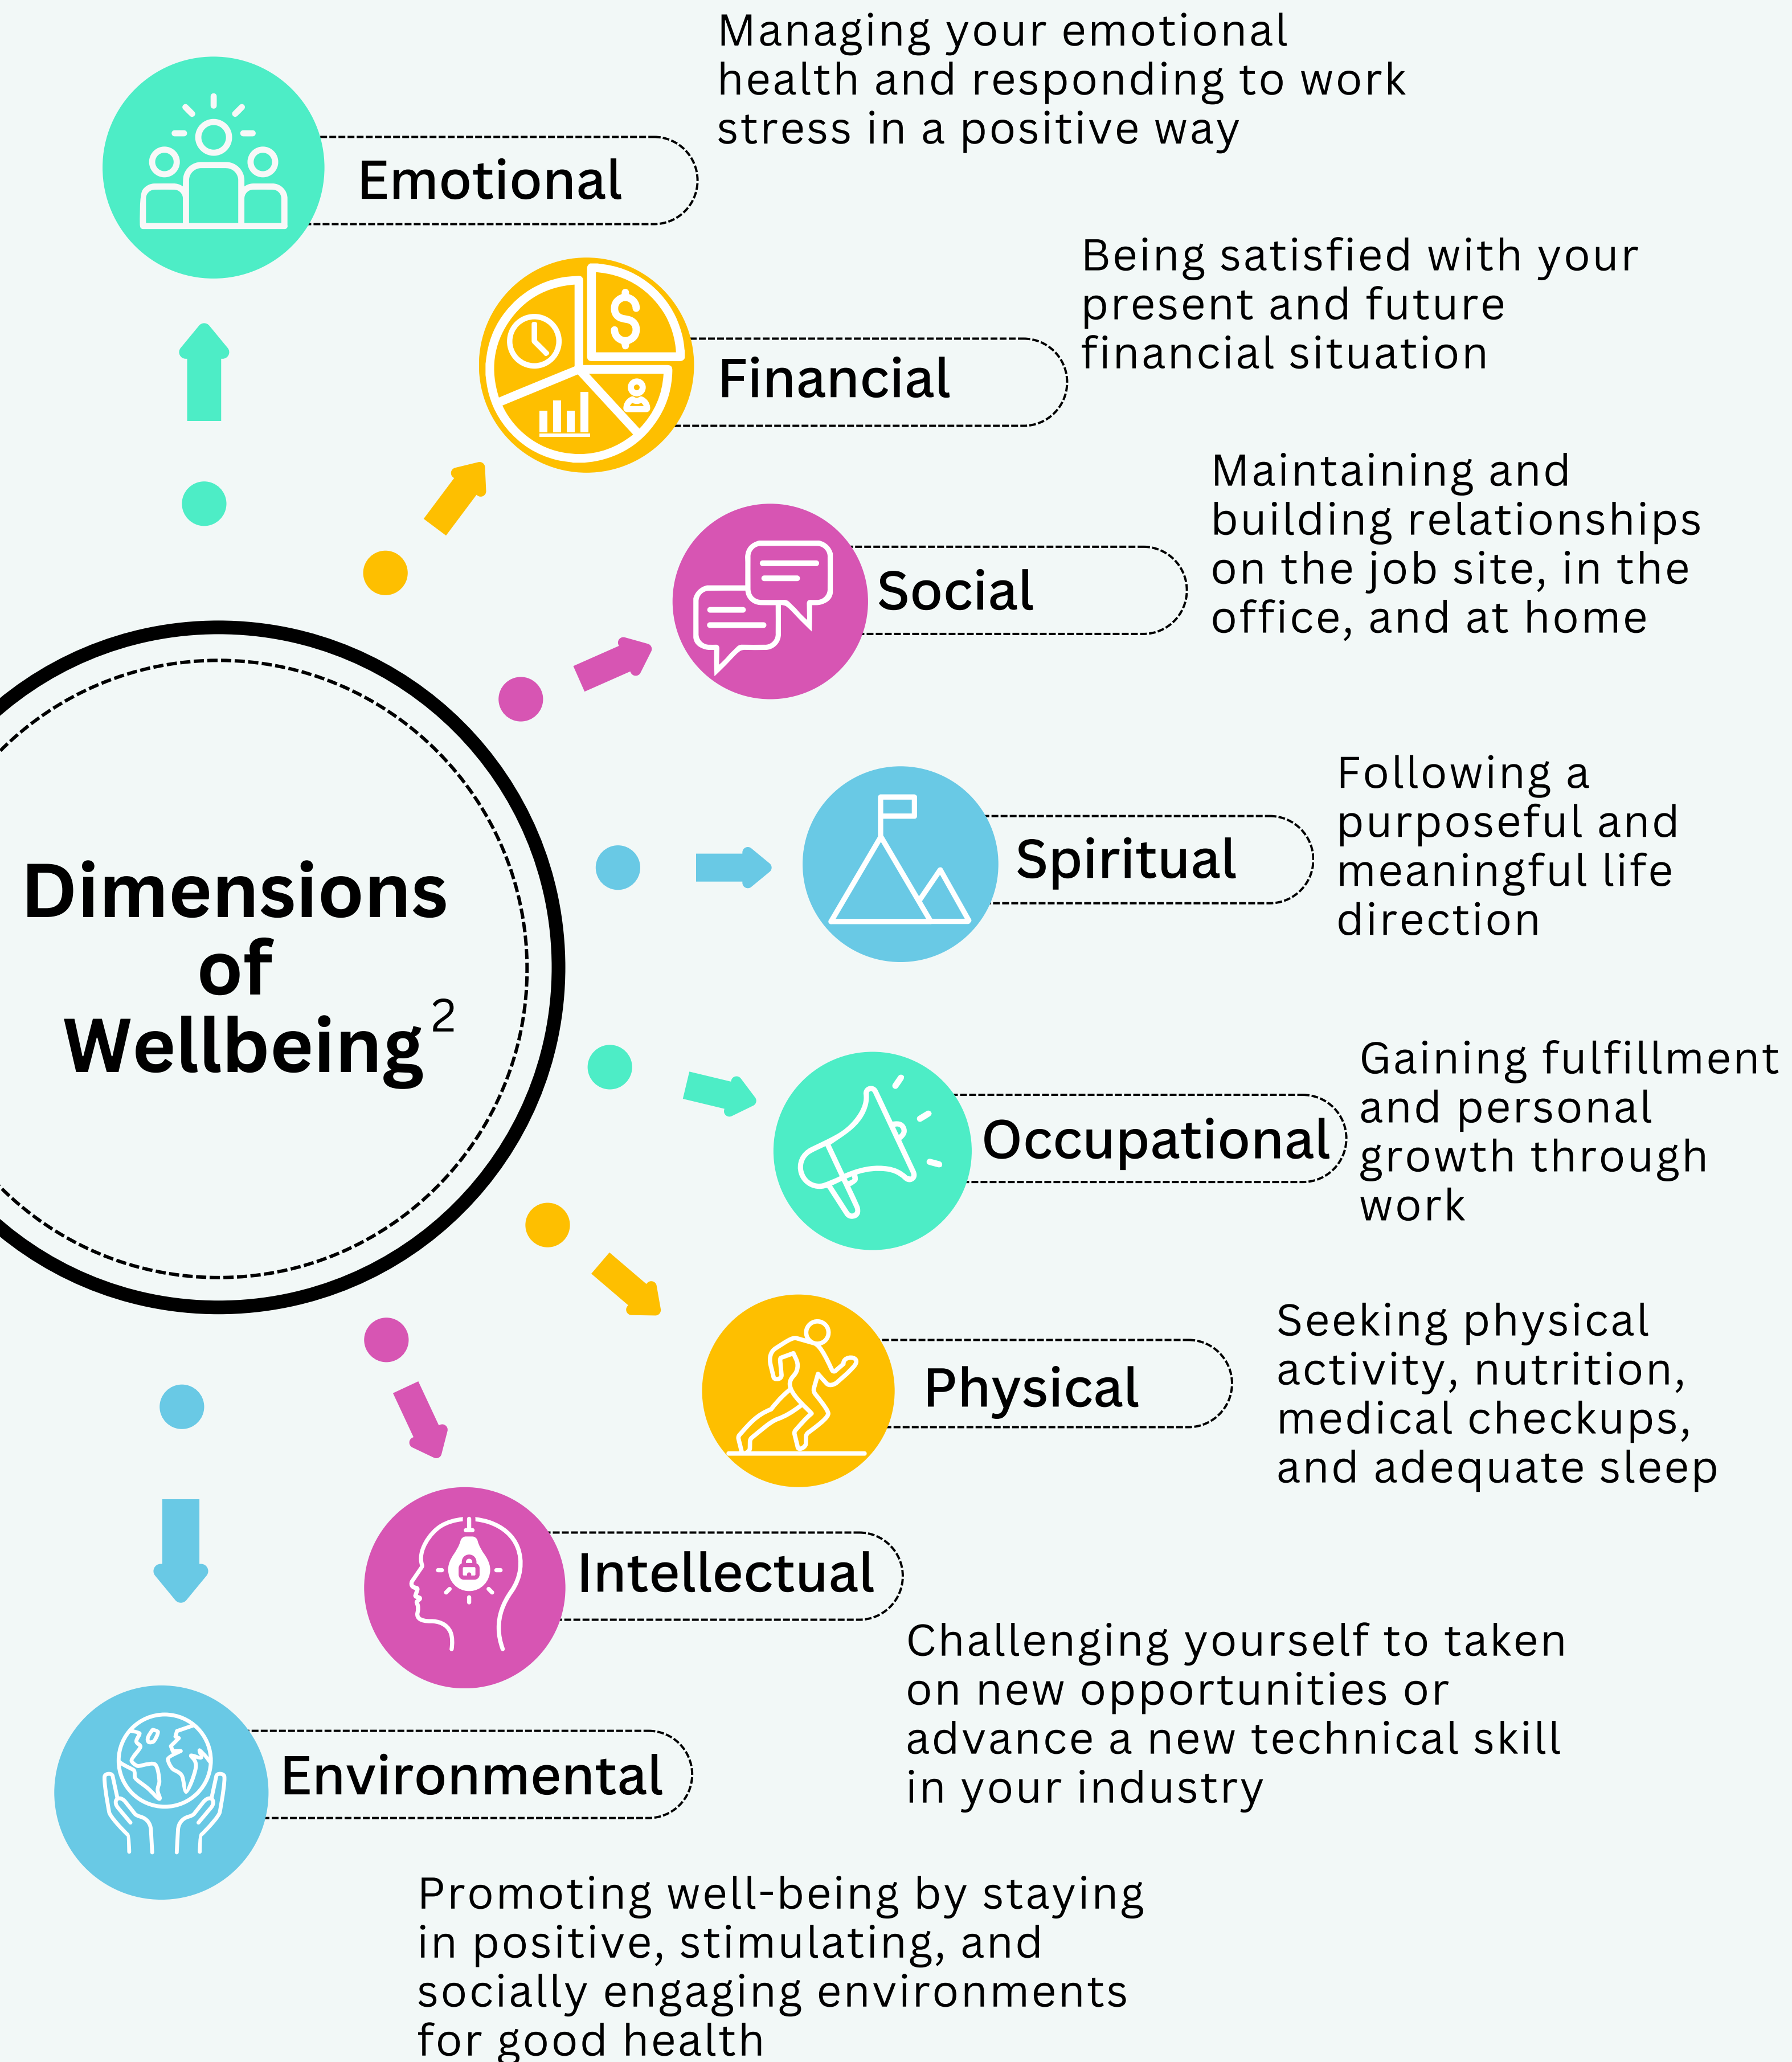 Managing your emotional
health and responding to work
stress in a positive way
Emotional
Being satisfied with your
present and future
financial situation
Financial
Maintaining and
building relationships
on the job site, in the
office, and at home
Social
Following a
purposeful and
meaningful life
direction
Spiritual
Dimensions
of
Wellbeing 2
Gaining fulfillment
and personal
growth through
work
Occupational
Seeking physical
activity, nutrition,
medical checkups,
and adequate sleep
Physical
Intellectual
Challenging yourself to taken
on new opportunities or
advance a new technical skill
in your industry
Environmental
Promoting well-being by staying
in positive, stimulating, and
socially engaging environments
for good health
$